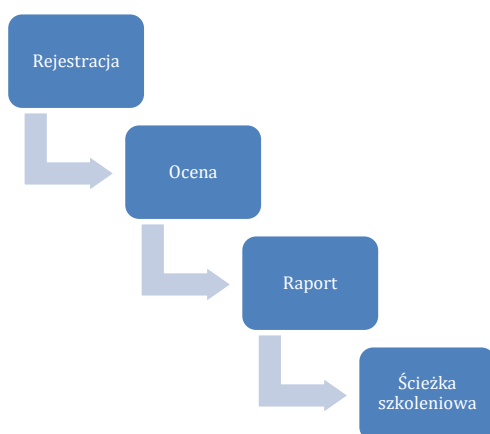 Rejestracja
Ocena
Raport
Ścieżka
szkoleniowa